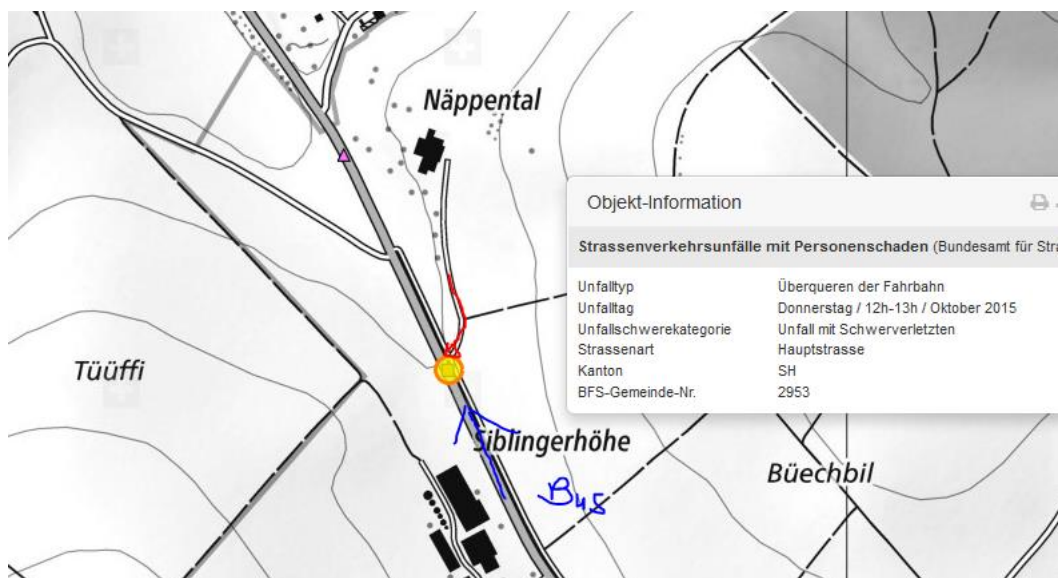 Näppental
Objekt-Information
Strassenverkehrsunfälle mit Personenschaden (Bundesamt für Stra
Unfalltyp Überqueren der Fahrbahn
Unfalltag Donnerstag / 12h-13h / Oktober 2015
Unfallschwerekategorie Unfall mit Schwerverletzten
Strassenart Hauptstrasse
Kanton SH
BFS-Gemeinde-Nr. 2953
Tüüffi
Siblingerhöhe
Büechbil
Bus